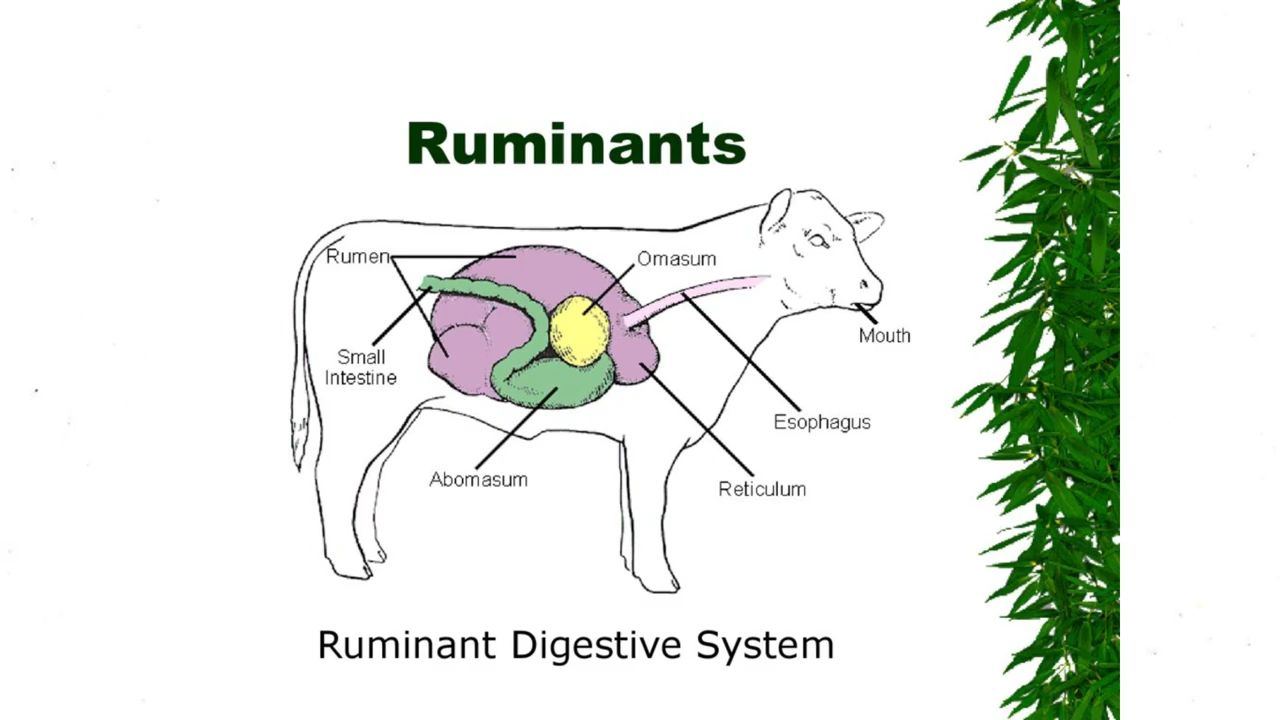 Ruminants
Rumen
Omasum
Mouth
Small
Intestine
Esophagus
Abomasum
Reticulum
Ruminant Digestive System